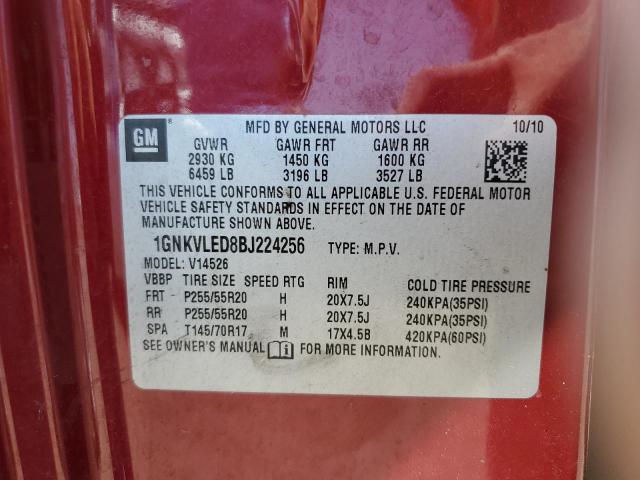 GM ®
MFD BY GENERAL MOTORS LLC 10/10
GVWR GAWR FRT GAWR RR
2930 KG 1450 KG 1600 KG
6459 LB 3196 LB 3527 LB
THIS VEHICLE CONFORMS TO ALL APPLICABLE U.S. FEDERAL MOTOR
VEHICLE SAFETY STANDARDS IN EFFECT ON THE DATE OF
MANUFACTURE SHOWN ABOVE.
1GNKVLED8BJ224256 TYPE: M.P.V.
MODEL: V14526
VBBP TIRE SIZE SPEED RTG RIM COLD TIRE PRESSURE
FRT P255/55R20 H 20X7.5J 240KPA(35PSI)
RR P255/55R20 H 20X7.5J 240KPA(35PSI)
SPA T145/70R17 M 17X4.5B 420KPA(60PSI)
SEE OWNER'S MANUAL FOR MORE INFORMATION.